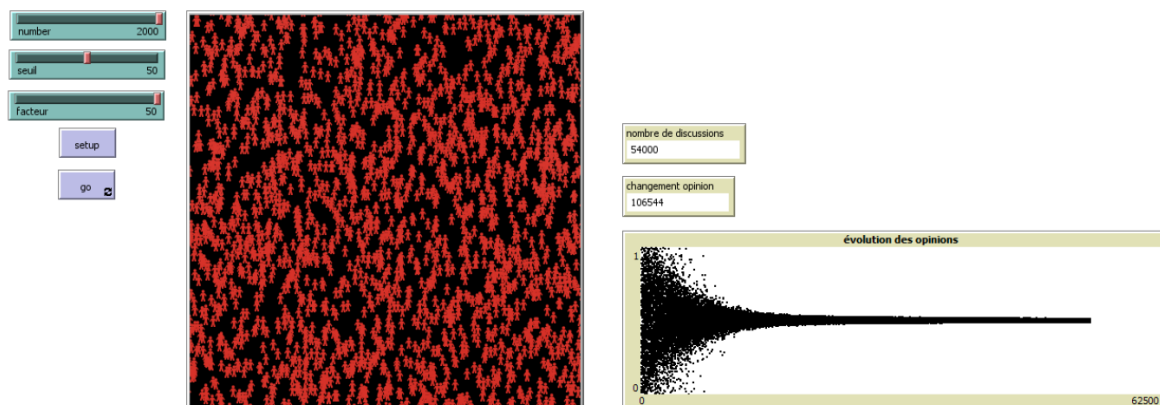 number 2000
seuil 50
facteur 50
setup
go
nombre de discussions
54000
changement opinion
106544
évolution des opinions
1
0
0 62500